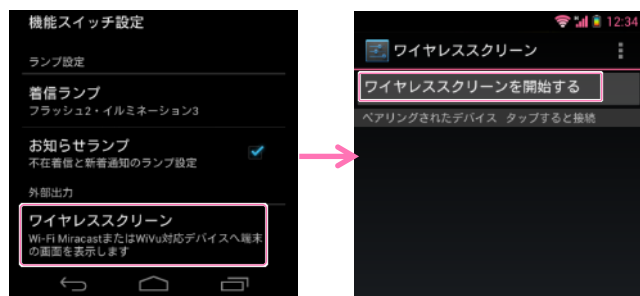 機能スイッチ設定
ランプ設定
着信ランプ
フラッシュ2・イルミネーション3
お知らせランプ
不在着信と新着通知のランプ設定
外部出力
ワイヤレススクリーン
Wi-Fi MiracastまたはWiVu対応デバイスへ端末
の画面を表示します
12:34
ワイヤレススクリーン
ワイヤレススクリーンを開始する
ペアリングされたデバイス タップすると接続